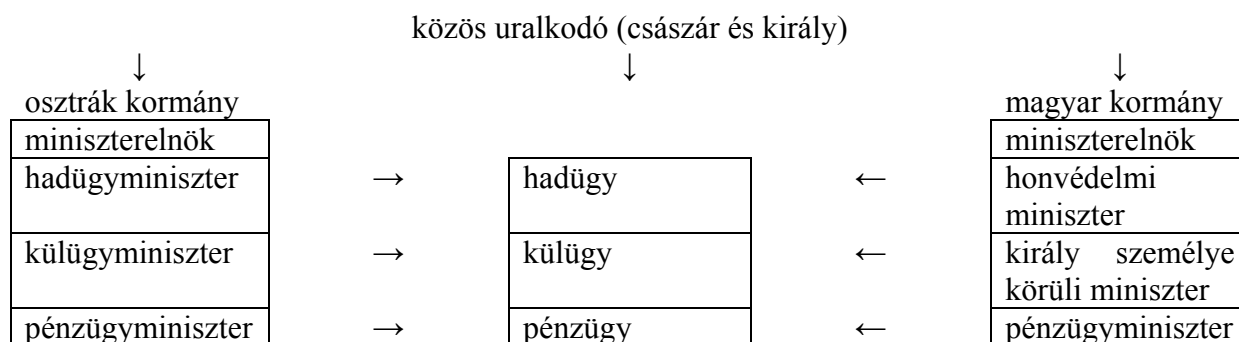 közös uralkodó (császár és király)
↓ ↓ ↓
osztrák kormány magyar kormány
miniszterelnök miniszterelnök
hadügyminiszter → hadügy ← honvédelmi
miniszter
külügyminiszter → külügy ← király személye
körüli miniszter
pénzügyminiszter → pénzügy ← pénzügyminiszter